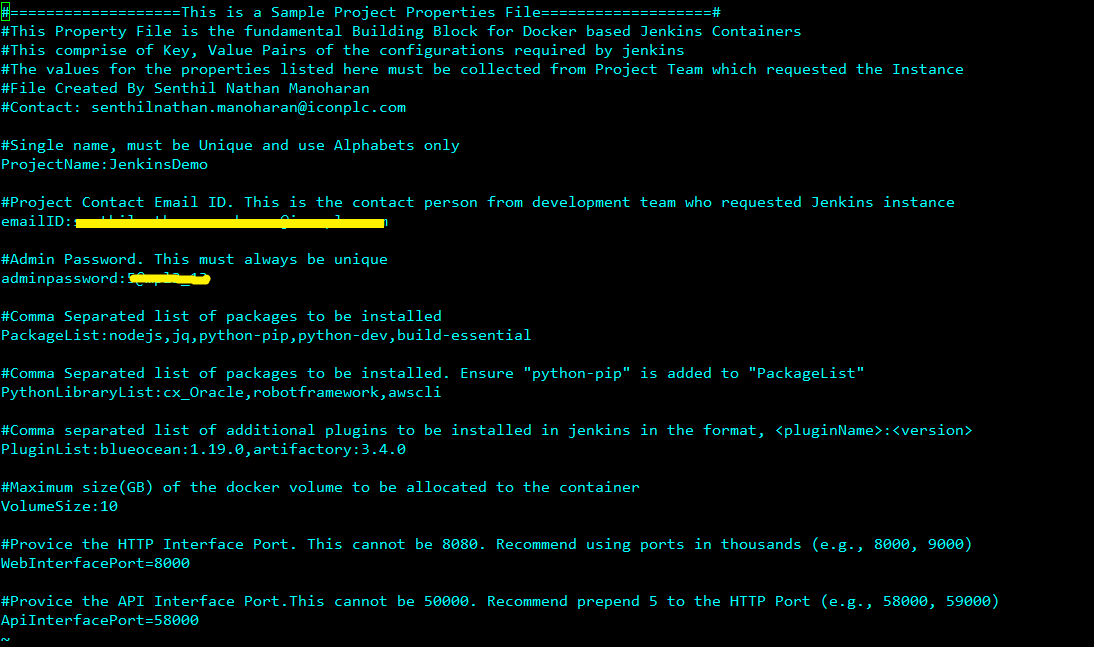 #===================This is a Sample Project Properties File===================#
#This Property File is the fundamental Building Block for Docker based Jenkins Containers
#This comprise of Key, Value Pairs of the configurations required by jenkins
#The values for the properties listed here must be collected from Project Team which requested the Instance
#File Created By Senthil Nathan Manoharan
#Contact: senthilnathan.manoharan@iconplc.com
#Single name, must be Unique and use Alphabets only
ProjectName:JenkinsDemo
#Project Contact Email ID. This is the contact person from development team who requested Jenkins instance
emailID:
#Admin Password. This must always be unique
adminpassword:
#Comma Separated list of packages to be installed
PackageList:nodejs,jq,python-pip,python-dev,build-essential
#Comma Separated list of packages to be installed. Ensure "python-pip" is added to "PackageList"
PythonLibraryList:cx_Oracle,robotframework,awscli
#Comma separated list of additional plugins to be installed in jenkins in the format, <pluginName>:<version>
PluginList:blueocean:1.19.0,artifactory:3.4.0
#Maximum size(GB) of the docker volume to be allocated to the container
VolumeSize:10
#Provice the HTTP Interface Port. This cannot be 8080. Recommend using ports in thousands (e.g., 8000, 9000)
WebInterfacePort=8000
#Provice the API Interface Port.This cannot be 50000. Recommend prepend 5 to the HTTP Port (e.g., 58000, 59000)
ApiInterfacePort=58000
~